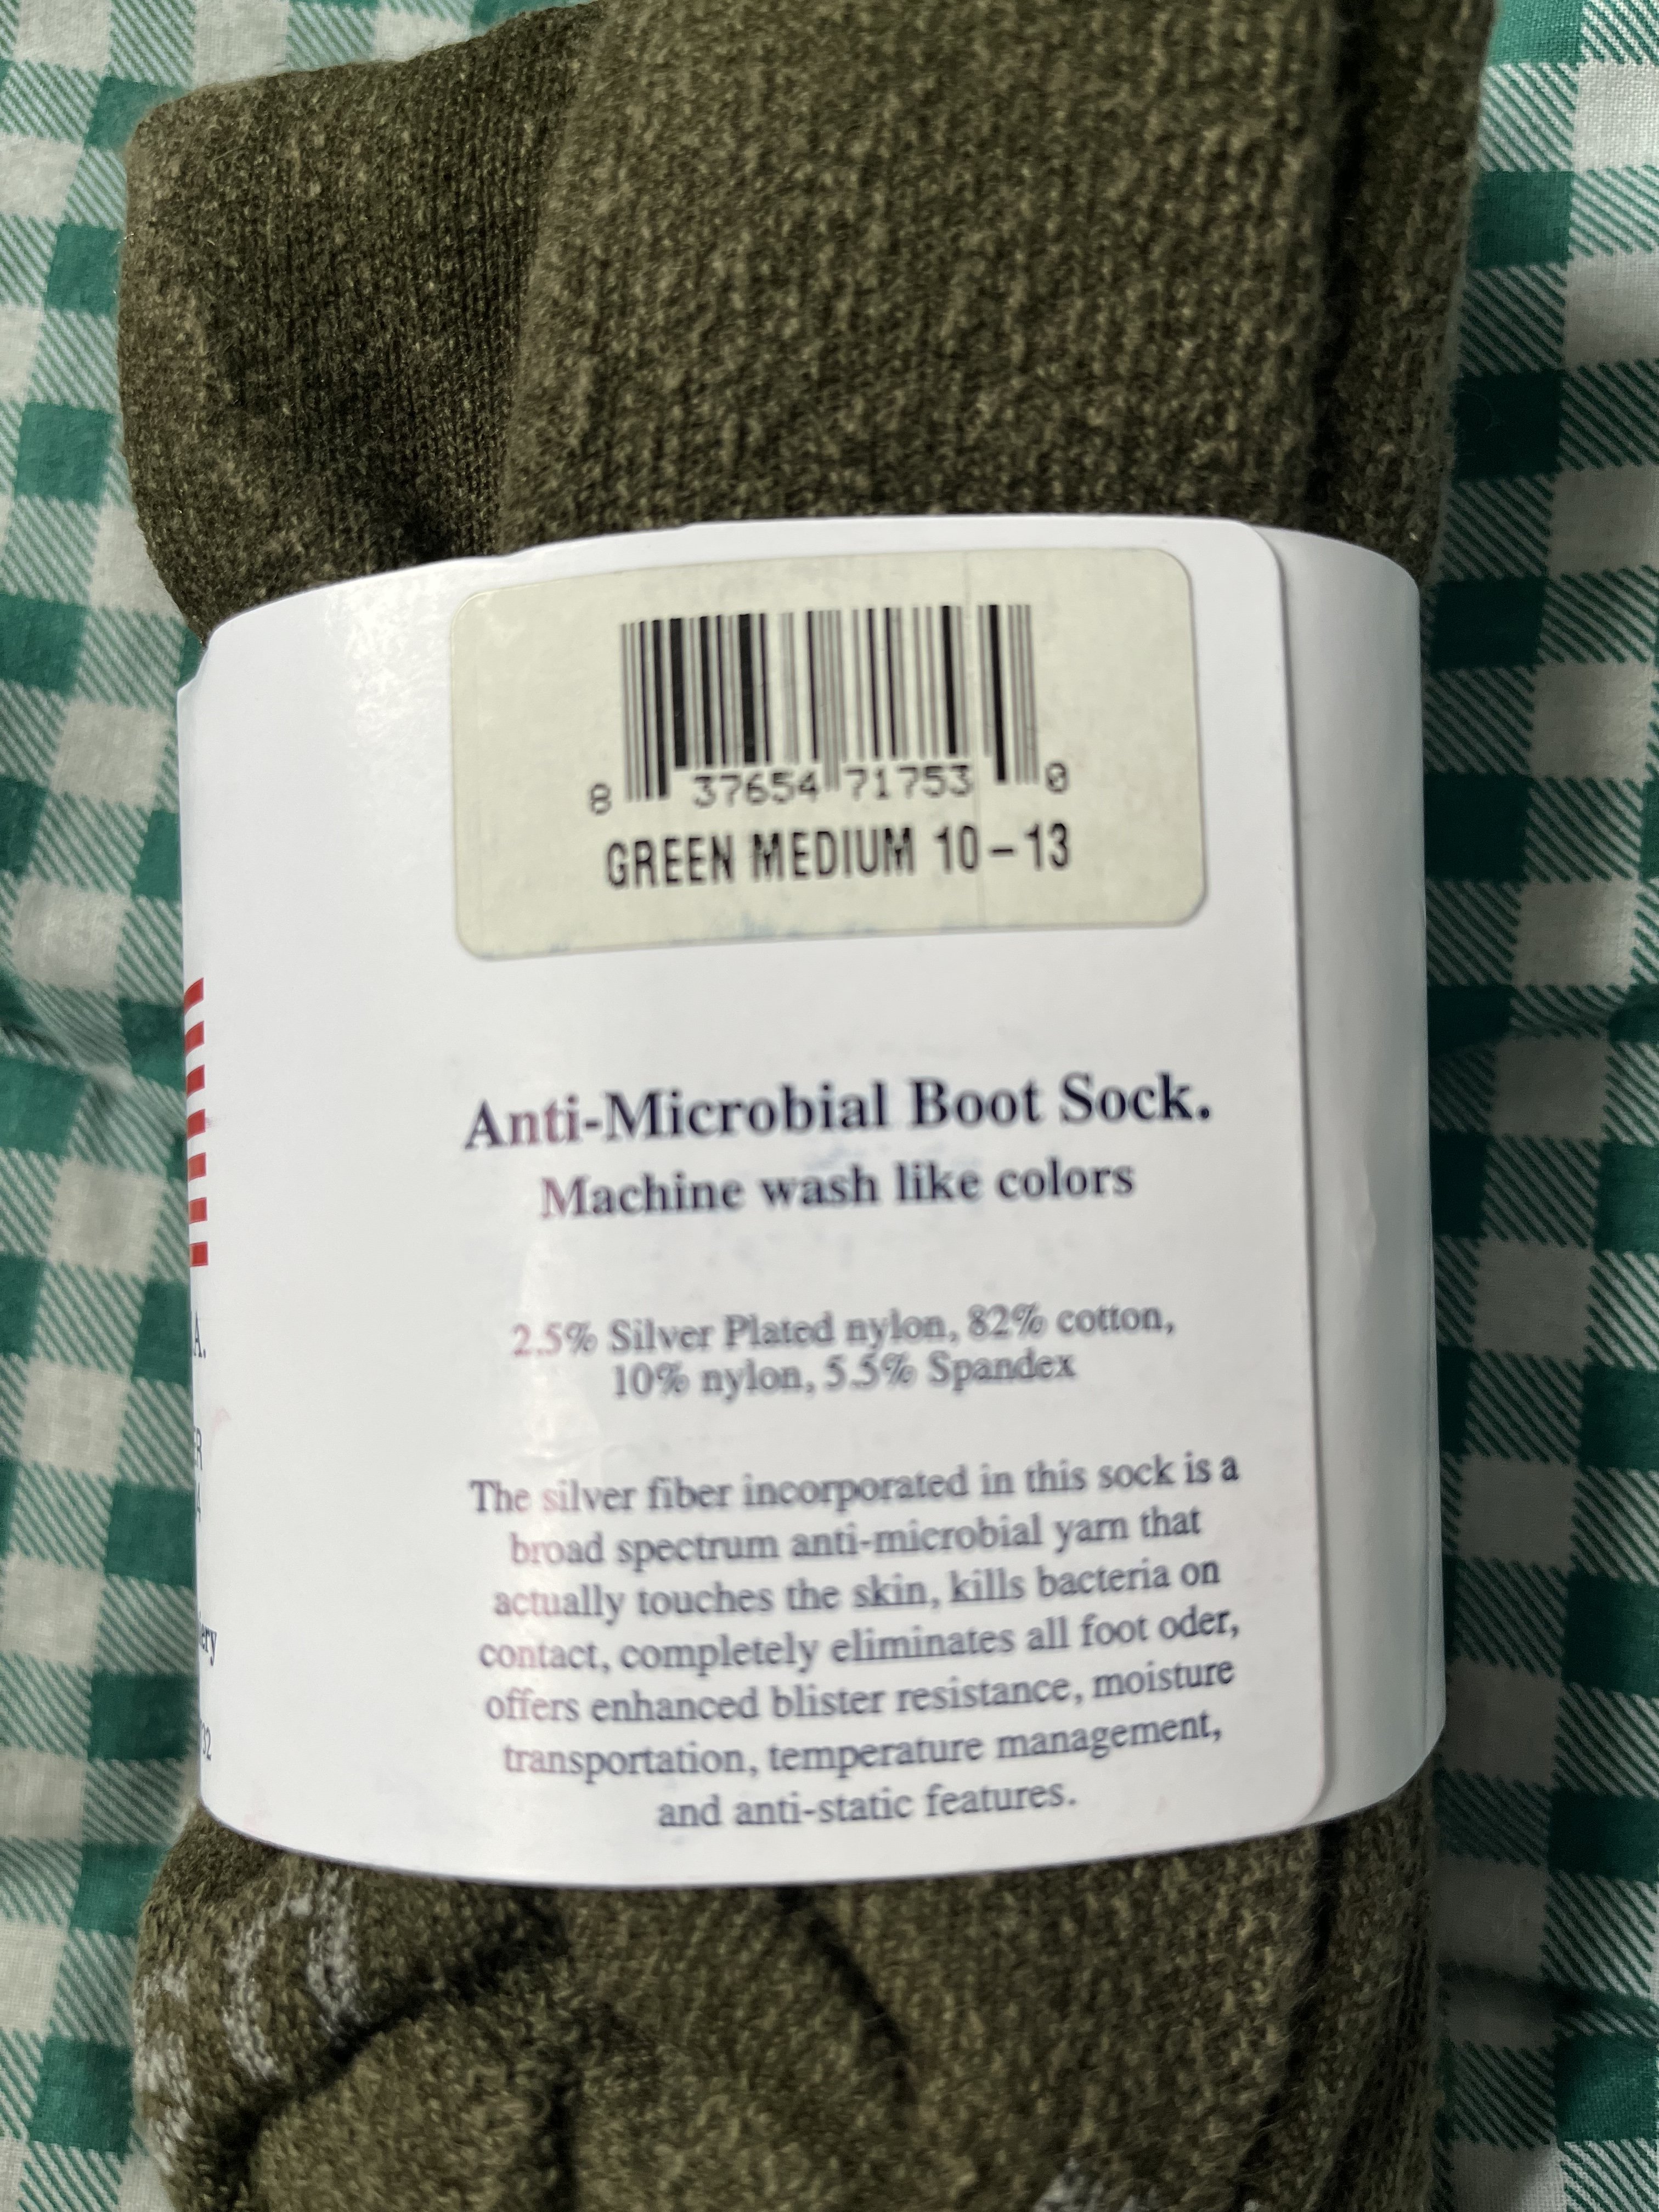 8 37654 71753 0
GREEN MEDIUM 10-13
Anti-Microbial Boot Sock.
Machine wash like colors
2.5% Silver Plated nylon, 82% cotton,
10% nylon, 5.5% Spandex
The silver fiber incorporated in this sock is a
broad spectrum anti-microbial yarn that
actually touches the skin, kills bacteria on
contact, completely eliminates all foot oder,
offers enhanced blister resistance, moisture
transportation, temperature management,
and anti-static features.